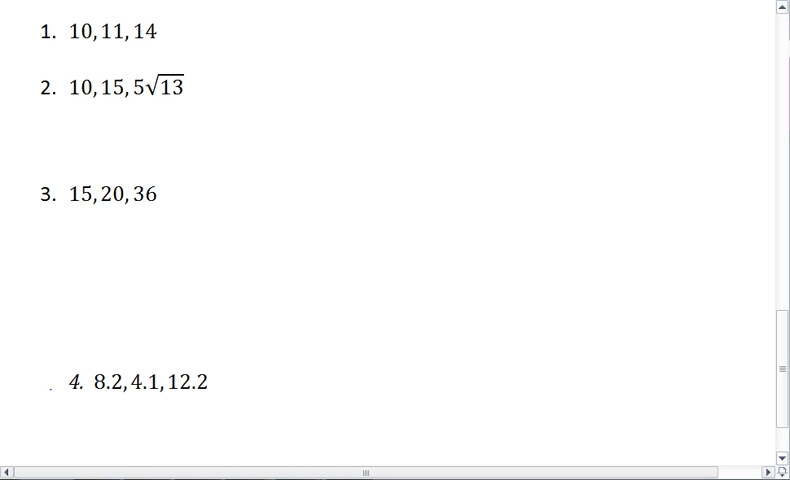 1. 10, 11, 14
2. 10, 15, 5√13
3. 15, 20, 36
4. 8.2, 4.1, 12.2